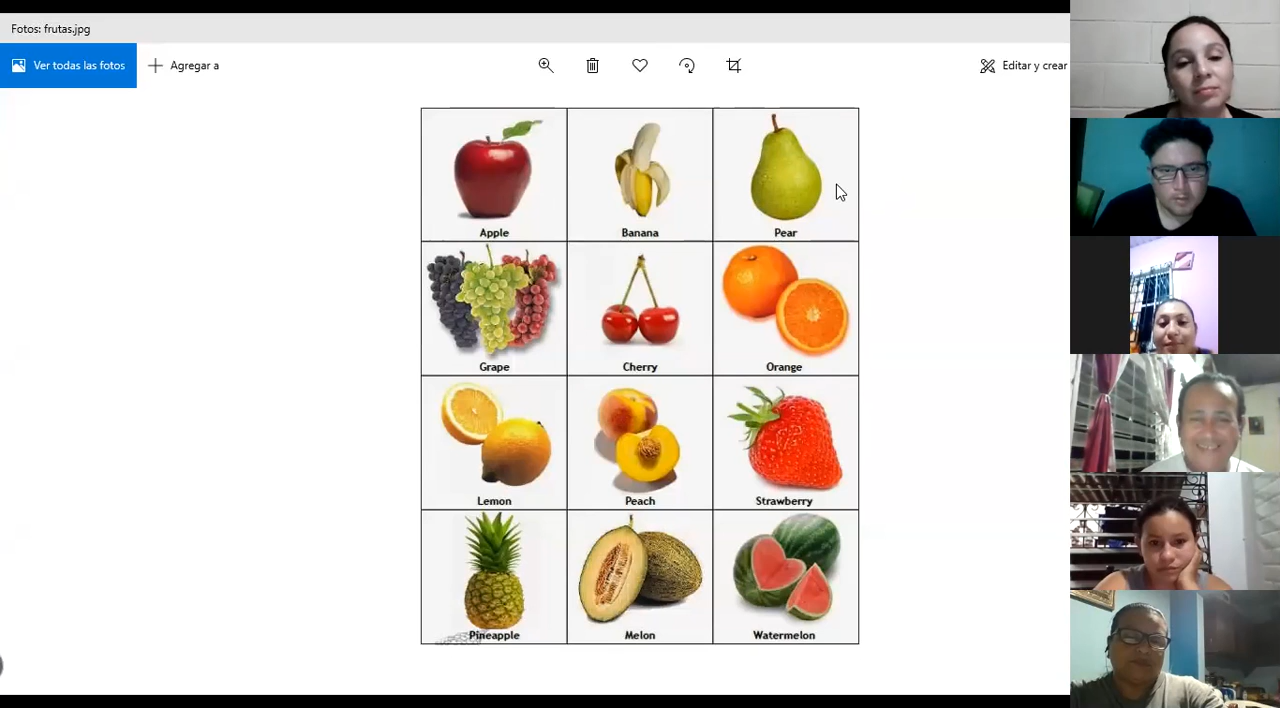 Fotos: frutas.jpg
Ver todas las fotos
Agregar a
Editar y crear
Apple
Banana
Pear
Grape
Cherry
Orange
Lemon
Peach
Strawberry
Pineapple
Melon
Watermelon